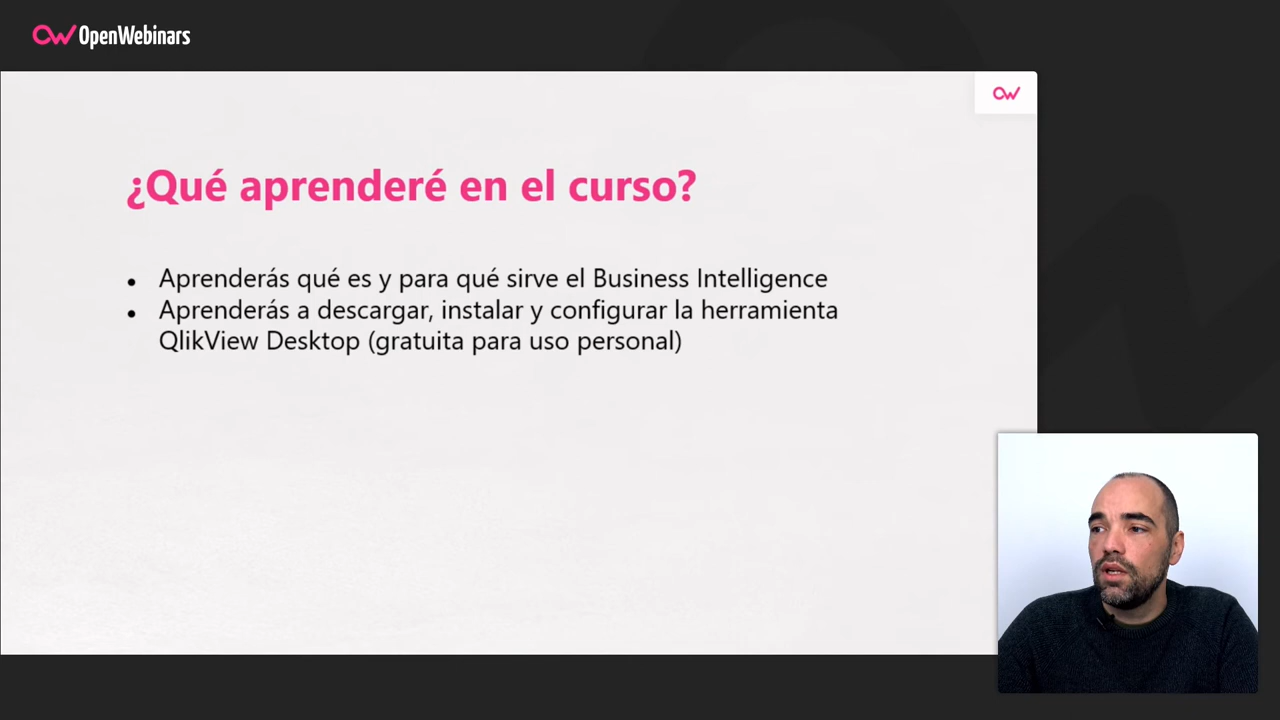 OpenWebinars
¿Qué aprenderé en el curso?
• Aprenderás qué es y para qué sirve el Business Intelligence
• Aprenderás a descargar, instalar y configurar la herramienta
QlikView Desktop (gratuita para uso personal)